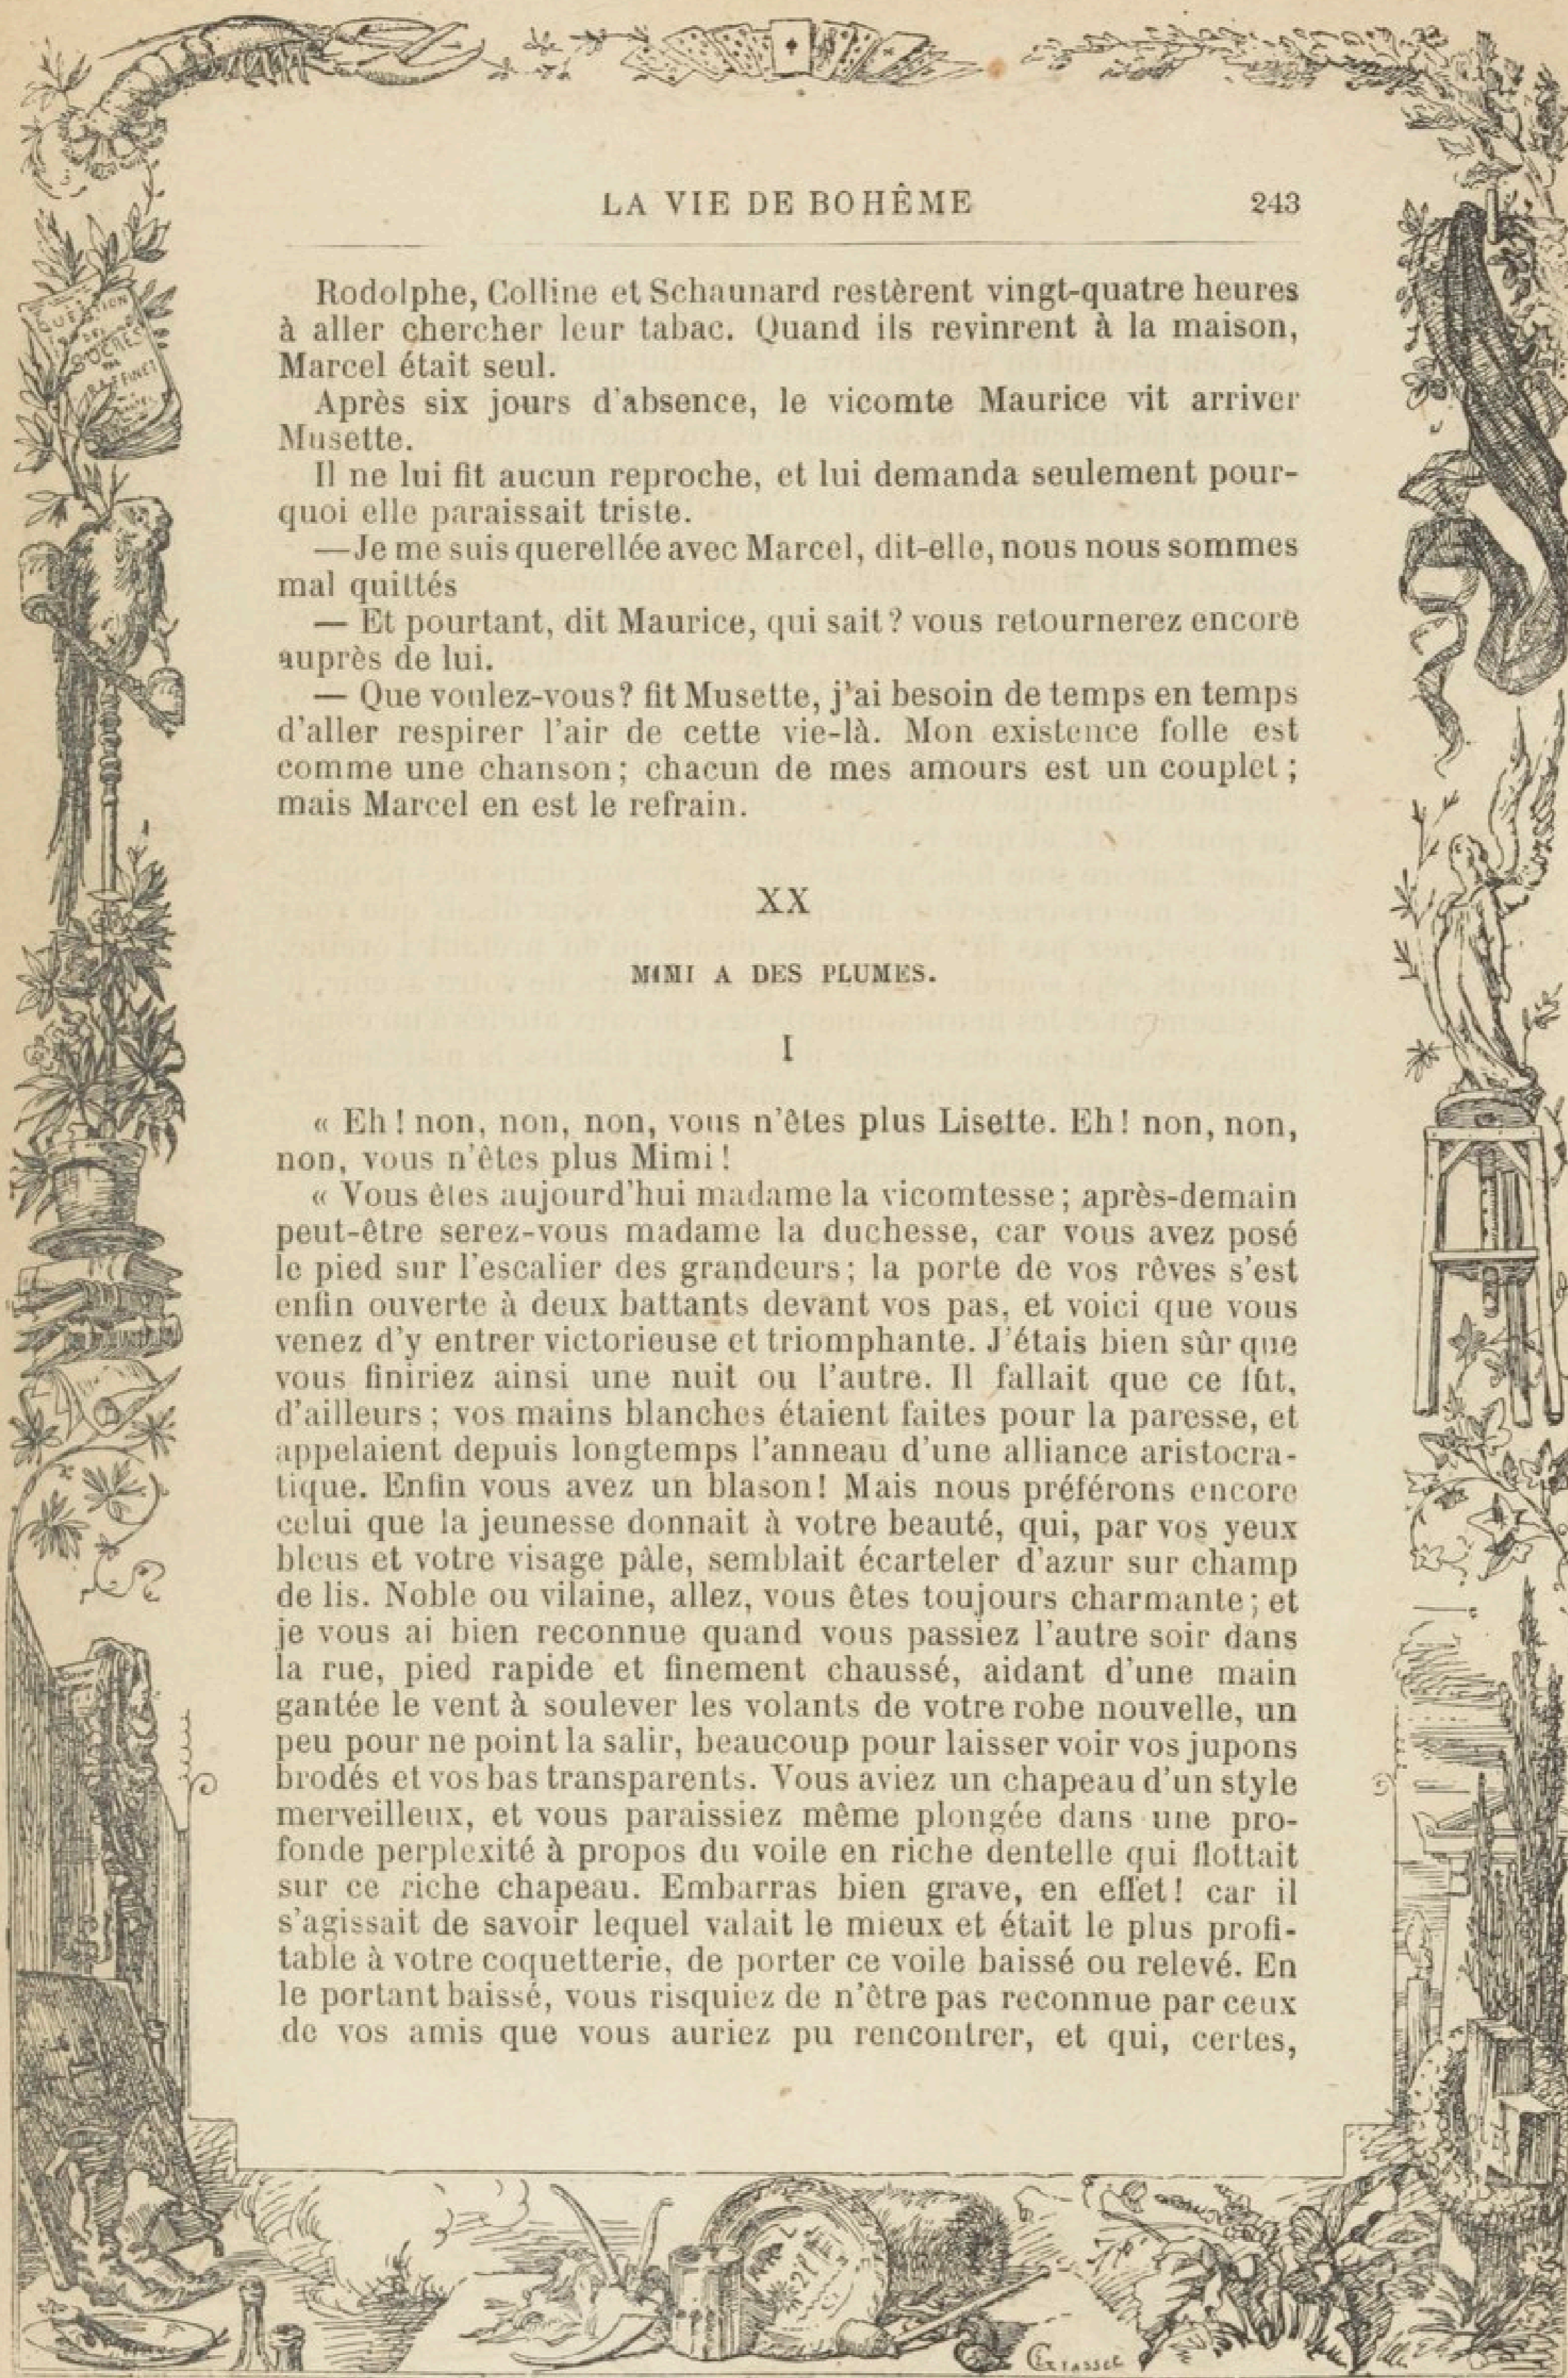 LA VIE DE BOHÊME 243
Rodolphe, Colline et Schaunard restèrent vingt-quatre heures
à aller chercher leur tabac. Quand ils revinrent à la maison,
Marcel était seul.
Après six jours d'absence, le vicomte Maurice vit arriver
Musette.
Il ne lui fit aucun reproche, et lui demanda seulement pour-
quoi elle paraissait triste.
—Je me suis querellée avec Marcel, dit-elle, nous nous sommes
mal quittés
— Et pourtant, dit Maurice, qui sait? vous retournerez encore
auprès de lui.
— Que voulez-vous? fit Musette, j'ai besoin de temps en temps
d'aller respirer l'air de cette vie-là. Mon existence folle est
comme une chanson; chacun de mes amours est un couplet;
mais Marcel en est le refrain.
XX
MIMI A DES PLUMES.
I
« Eh! non, non, non, vous n'êtes plus Lisette. Eh! non, non,
non, vous n'êtes plus Mimi!
« Vous êtes aujourd'hui madame la vicomtesse; après-demain
peut-être serez-vous madame la duchesse, car vous avez posé
le pied sur l'escalier des grandeurs; la porte de vos rêves s'est
enfin ouverte à deux battants devant vos pas, et voici que vous
venez d'y entrer victorieuse et triomphante. J'étais bien sûr que
vous finiriez ainsi une nuit ou l'autre. Il fallait que ce fût,
d'ailleurs; vos mains blanches étaient faites pour la paresse, et
appelaient depuis longtemps l'anneau d'une alliance aristocra-
tique. Enfin vous avez un blason! Mais nous préférons encore
celui que la jeunesse donnait à votre beauté, qui, par vos yeux
bleus et votre visage pâle, semblait écarteler d'azur sur champ
de lis. Noble ou vilaine, allez, vous êtes toujours charmante; et
je vous ai bien reconnue quand vous passiez l'autre soir dans
la rue, pied rapide et finement chaussé, aidant d'une main
gantée le vent à soulever les volants de votre robe nouvelle, un
peu pour ne point la salir, beaucoup pour laisser voir vos jupons
brodés et vos bas transparents. Vous aviez un chapeau d'un style
merveilleux, et vous paraissiez même plongée dans une pro-
fonde perplexité à propos du voile en riche dentelle qui flottait
sur ce riche chapeau. Embarras bien grave, en effet! car il
s'agissait de savoir lequel valait le mieux et était le plus profi-
table à votre coquetterie, de porter ce voile baissé ou relevé. En
le portant baissé, vous risquiez de n'être pas reconnue par ceux
de vos amis que vous auriez pu rencontrer, et qui, certes,
QUESTION
DES
SUCRES
RAFFINEY
Grasset